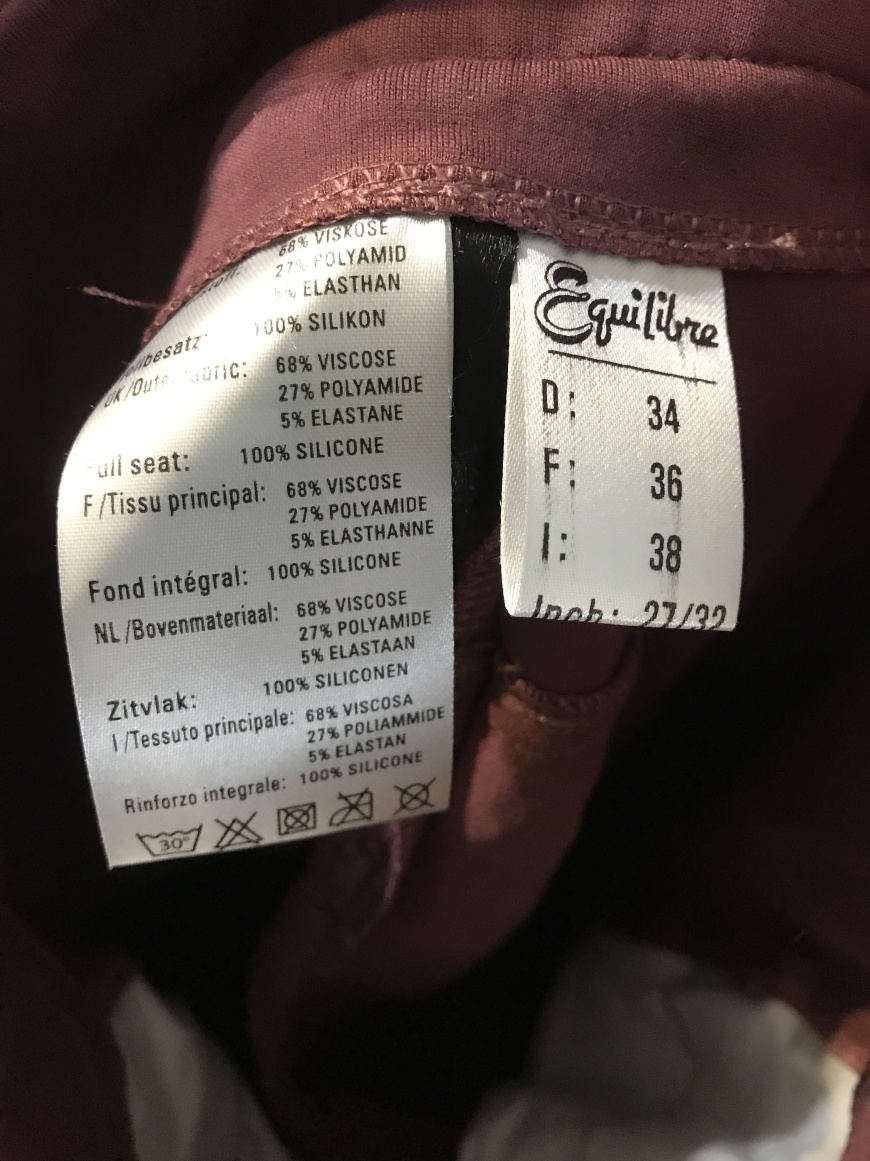 68% VISKOSE
27% POLYAMID
5% ELASTHAN
100% SILIKON
UK/Outer fabric: 68% VISCOSE
27% POLYAMIDE
5% ELASTANE
Full seat: 100% SILICONE
F/Tissu principal: 68% VISCOSE
27% POLYAMIDE
5% ELASTHANNE
Fond intégral: 100% SILICONE
NL/Bovenmateriaal: 68% VISCOSE
27% POLYAMIDE
5% ELASTAAN
Zitvlak: 100% SILICONEN
I/Tessuto principale: 68% VISCOSA
27% POLIAMMIDE
5% ELASTAN
Rinforzo integrale: 100% SILICONE
30°
Equilibre
D: 34
F: 36
I: 38
Inch: 27/32